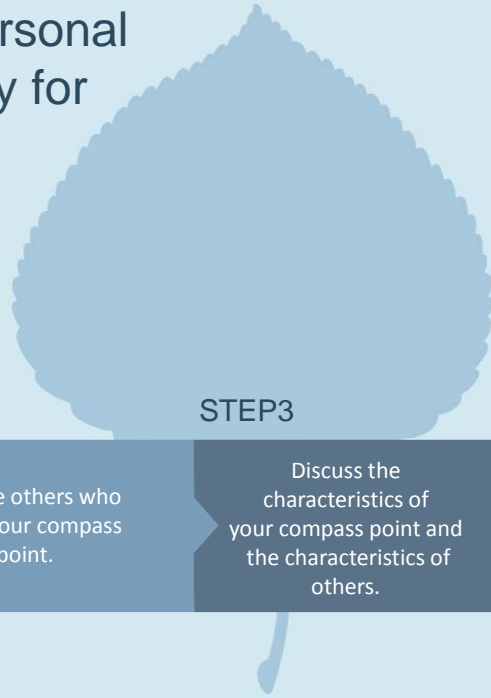 rsonal
y for
STEP3
e others who
our compass
point.
Discuss the
characteristics of
your compass point and
the characteristics of
others.